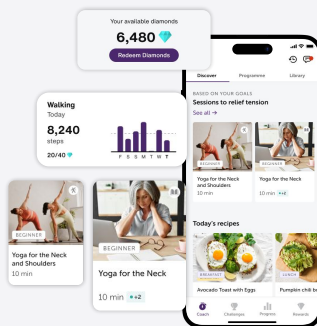 Your available diamonds
6,480
Redeem Diamonds
Discover
Programme
Library
BASED ON YOUR GOALS
Sessions to relief tension
See all →
BEGINNER
Yoga for the Neck
and Shoulders
10 min
BEGINNER
Yoga for the Neck
10 min +2
Today's recipes
BREAKFAST
Avocado Toast with Eggs
LUNCH
Pumpkin chili b
Coach
Challenges
Progress
Rewards
Walking
Today
8,240
steps
20/40
F S S M T W T
BEGINNER
Yoga for the Neck
and Shoulders
10 min
BEGINNER
Yoga for the Neck
10 min +2